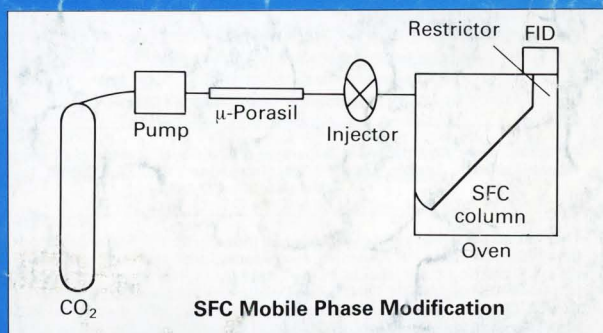 Restrictor
FID
Pump
μ-Porasil
Injector
SFC
column
Oven
CO₂
SFC Mobile Phase Modification